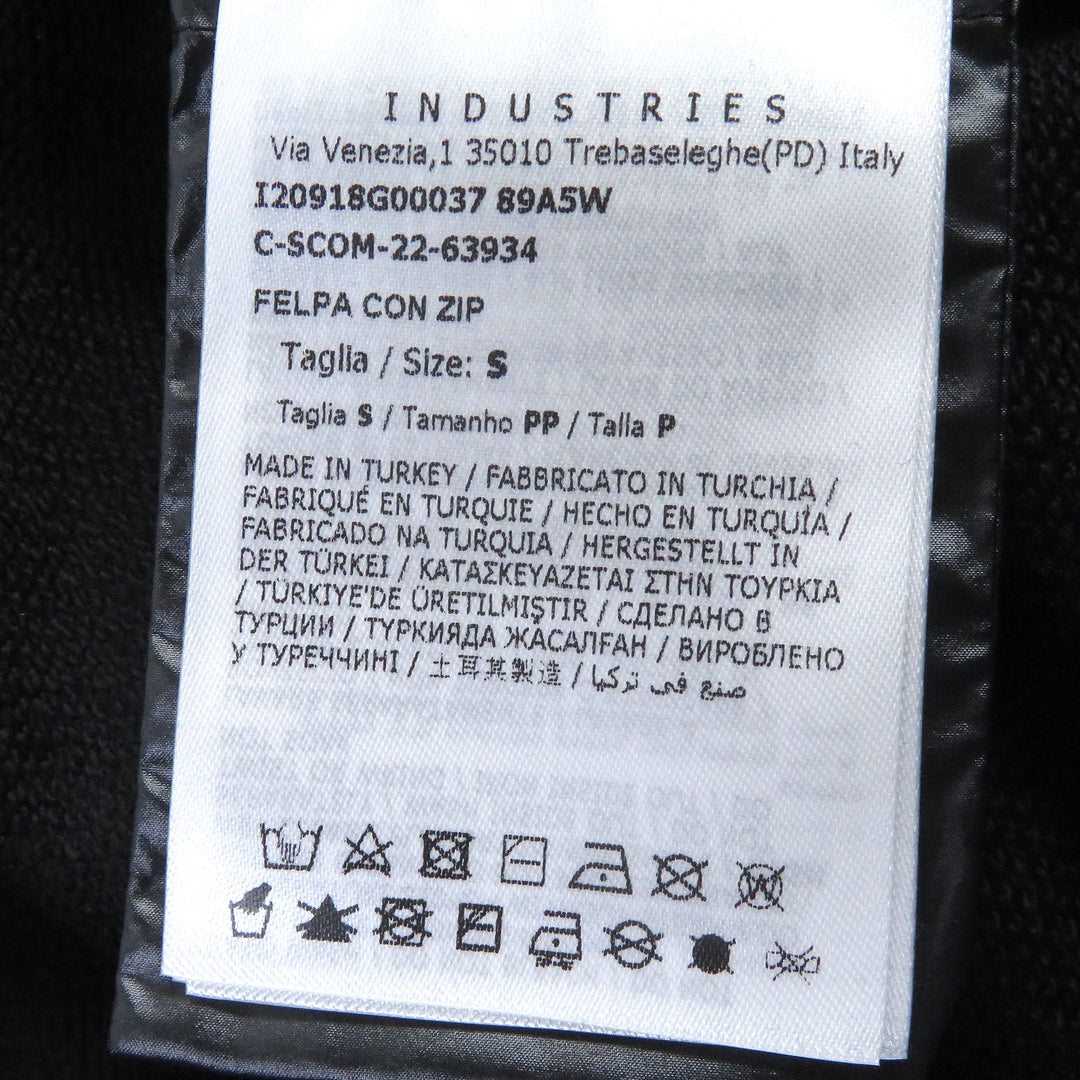 INDUSTRIES
Via Venezia,1 35010 Trebaseleghe(PD) Italy
I20918G00037 89A5W
C-SCOM-22-63934
FELPA CON ZIP
Taglia / Size: S
Taglia S / Tamanho PP / Talla P
MADE IN TURKEY / FABBRICATO IN TURCHIA /
FABRIQUÉ EN TURQUIE / HECHO EN TURQUÍA /
FABRICADO NA TURQUIA / HERGESTELLT IN
DER TÜRKEI / ΚΑΤΑΣΚΕΥΑΖΕΤΑΙ ΣΤΗΝ ΤΟΥΡΚΙΑ
/ TÜRKIYE'DE ÜRETILMIŞTIR / СДЕЛАНО В
ТУРЦИИ / ТҮРКИЯДА ЖАСАЛҒАН / ВИРОБЛЕНО
У ТУРЕЧЧИНІ / 土耳其製造 / صنع في تركيا
W